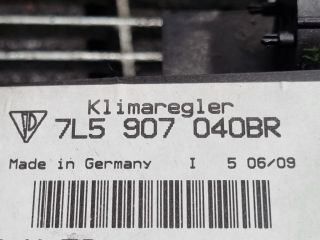 Klimaregler
7L5 907 040BR
Made in Germany I 5 06/09